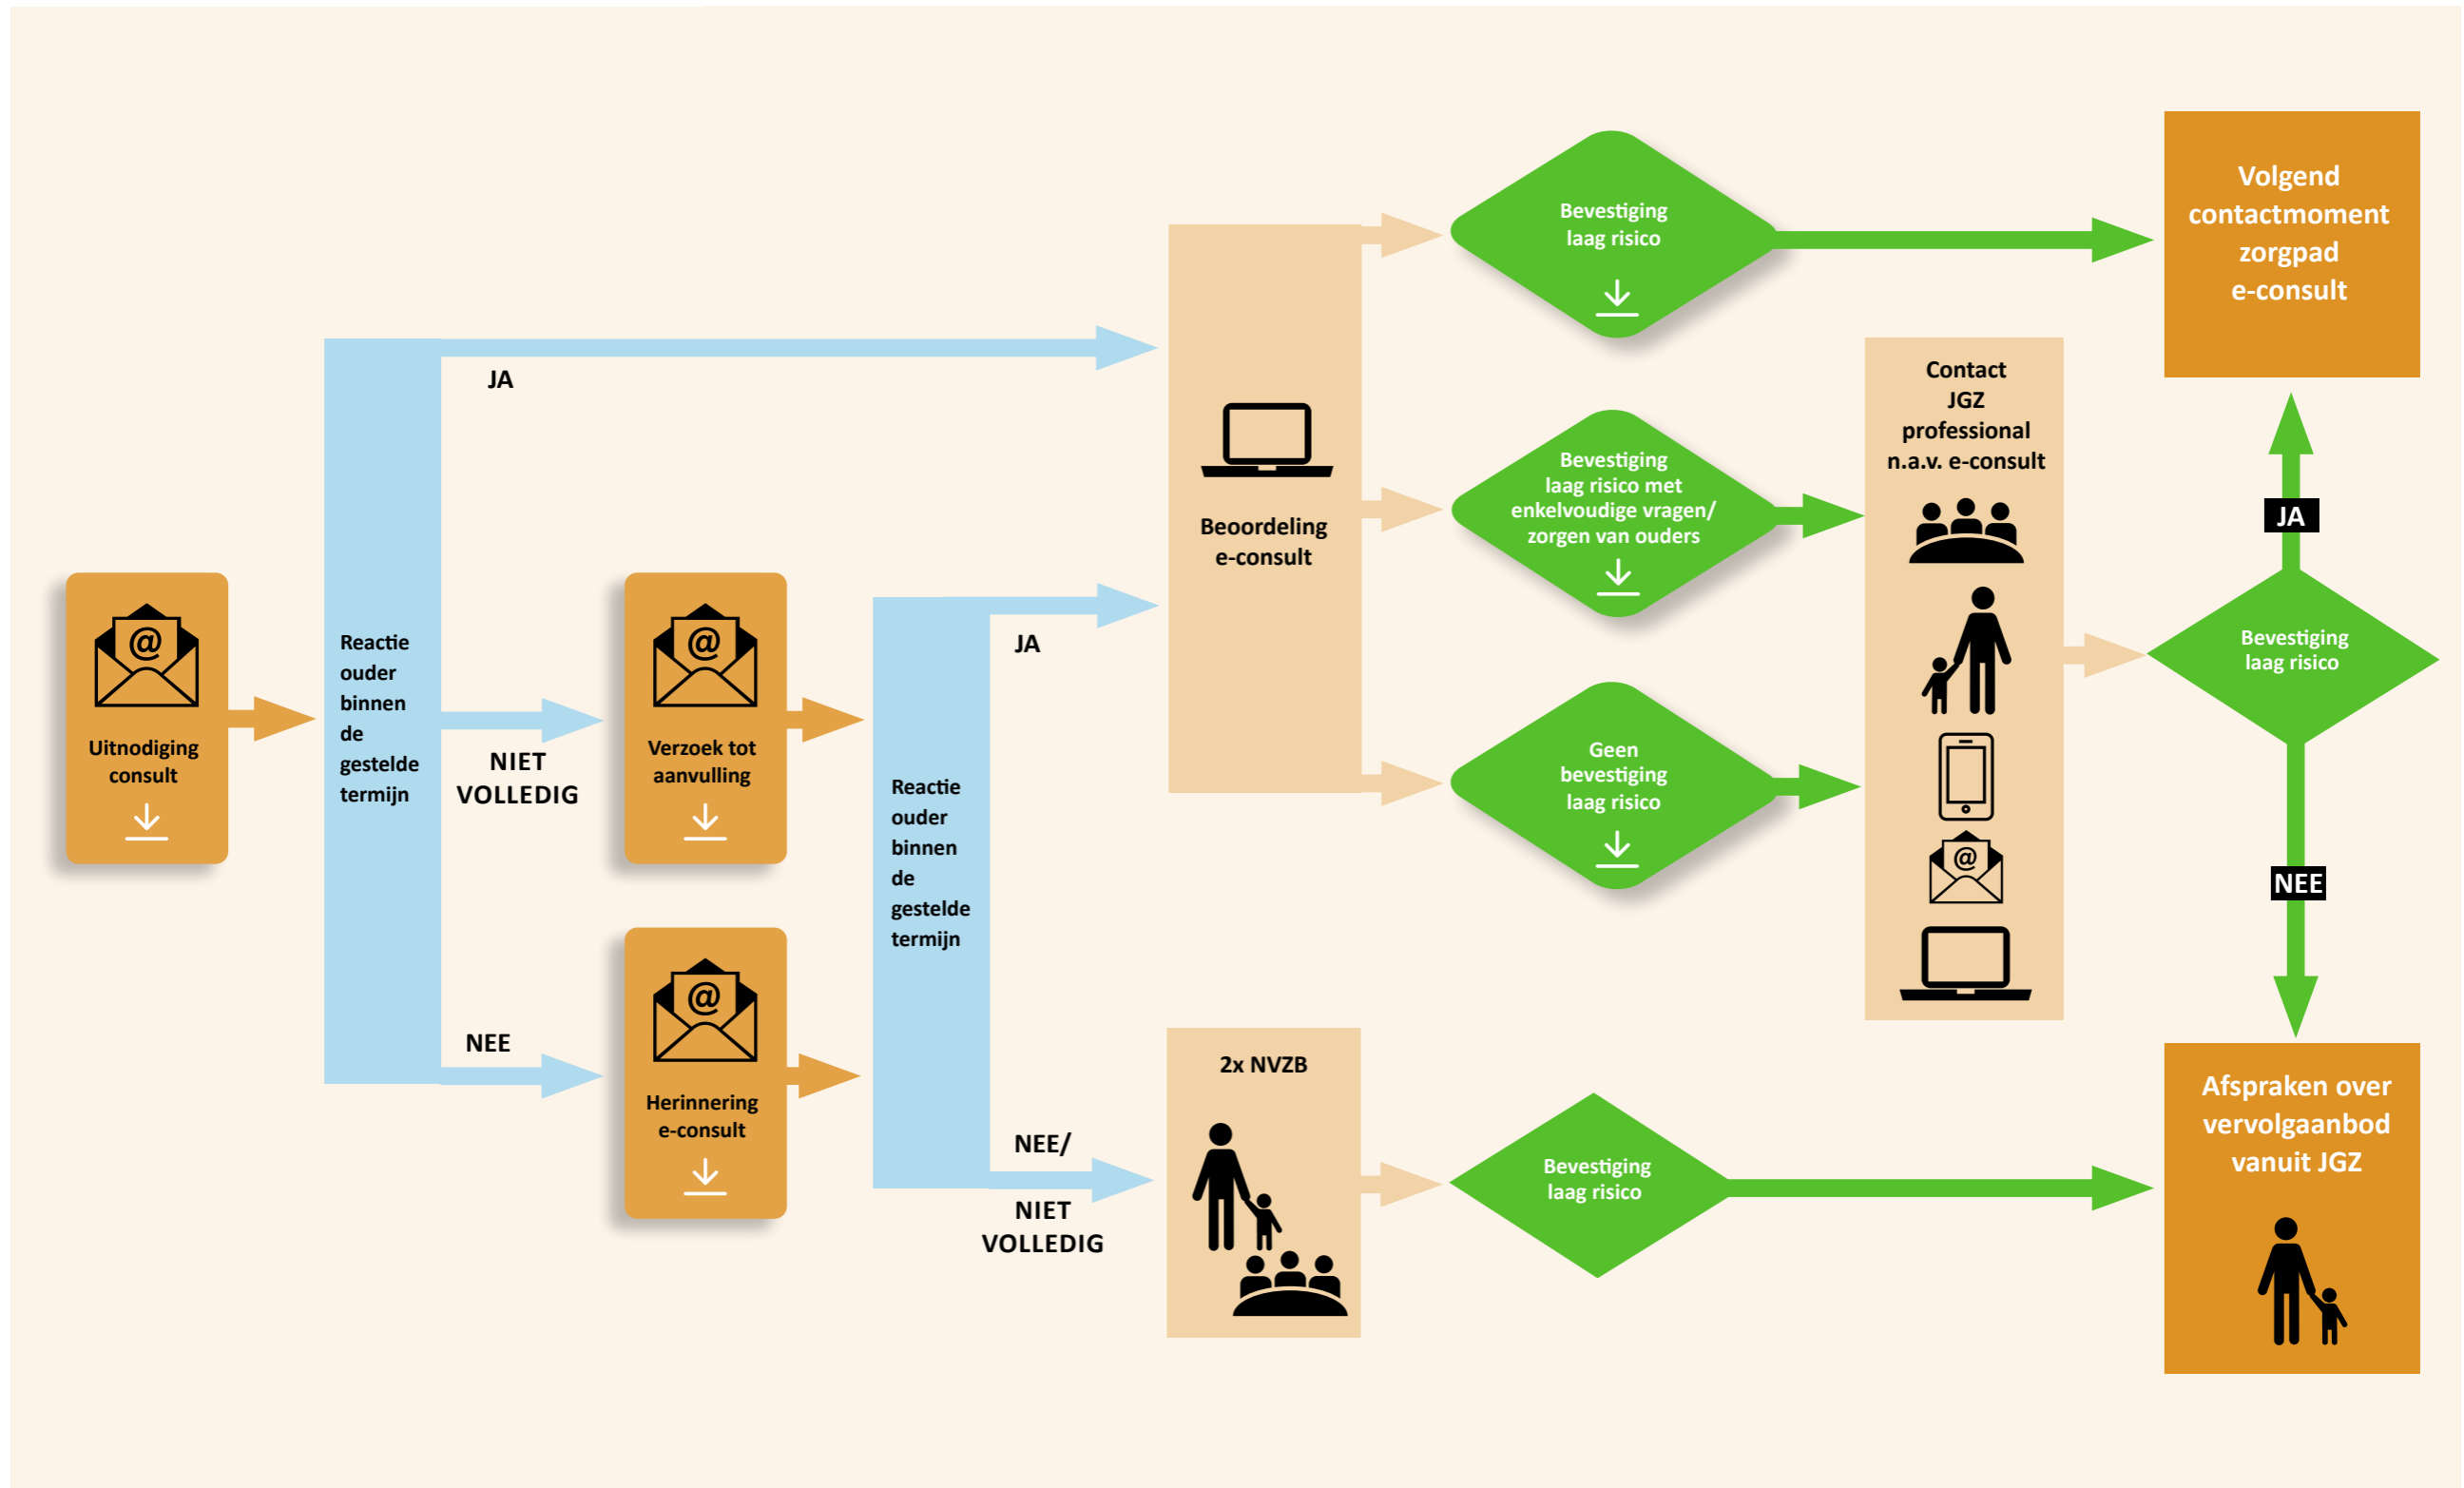 Uitnodiging
consult
Reactie
ouder
binnen
de
gestelde
termijn
JA
NIET
VOLLEDIG
NEE
@
Verzoek tot
aanvulling
@
Herinnering
e-consult
@
Reactie
ouder
binnen
de
gestelde
termijn
JA
NEE/
NIET
VOLLEDIG
Beoordeling
e-consult
2x NVZB
Bevestiging
laag risico
Bevestiging
laag risico met
enkelvoudige vragen/
zorgen van ouders
Geen
bevestiging
laag risico
Bevestiging
laag risico
Contact
JGZ
professional
n.a.v. e-consult
@
Volgend
contactmoment
zorgpad
e-consult
JA
Bevestiging
laag risico
NEE
Afspraken over
vervolgaanbod
vanuit JGZ